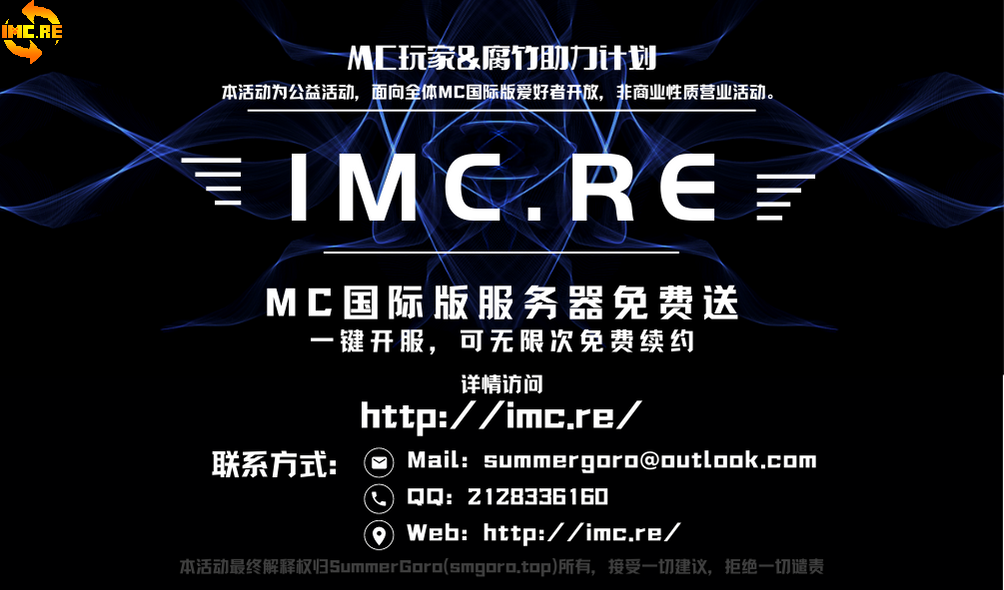 IMC.RE
MC玩家&腐竹助力计划
本活动为公益活动，面向全体MC国际版爱好者开放，非商业性质营业活动。
IMC.RE
MC国际版服务器免费送
一键开服，可无限次免费续约
详情访问
http://imc.re/
联系方式：
Mail：summergoro@outlook.com
QQ：2128336160
Web：http://imc.re/
本活动最终解释权归SummerGoro(smgoro.top)所有，接受一切建议，拒绝一切谴责